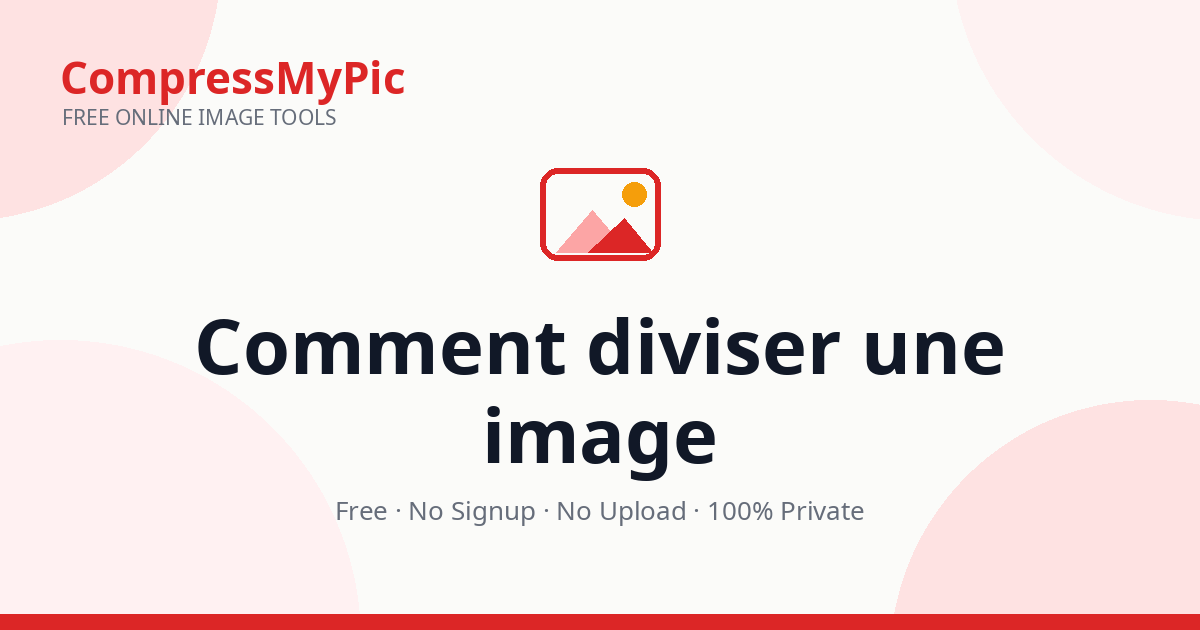 CompressMyPic
FREE ONLINE IMAGE TOOLS
Comment diviser une
image
Free · No Signup · No Upload · 100% Private